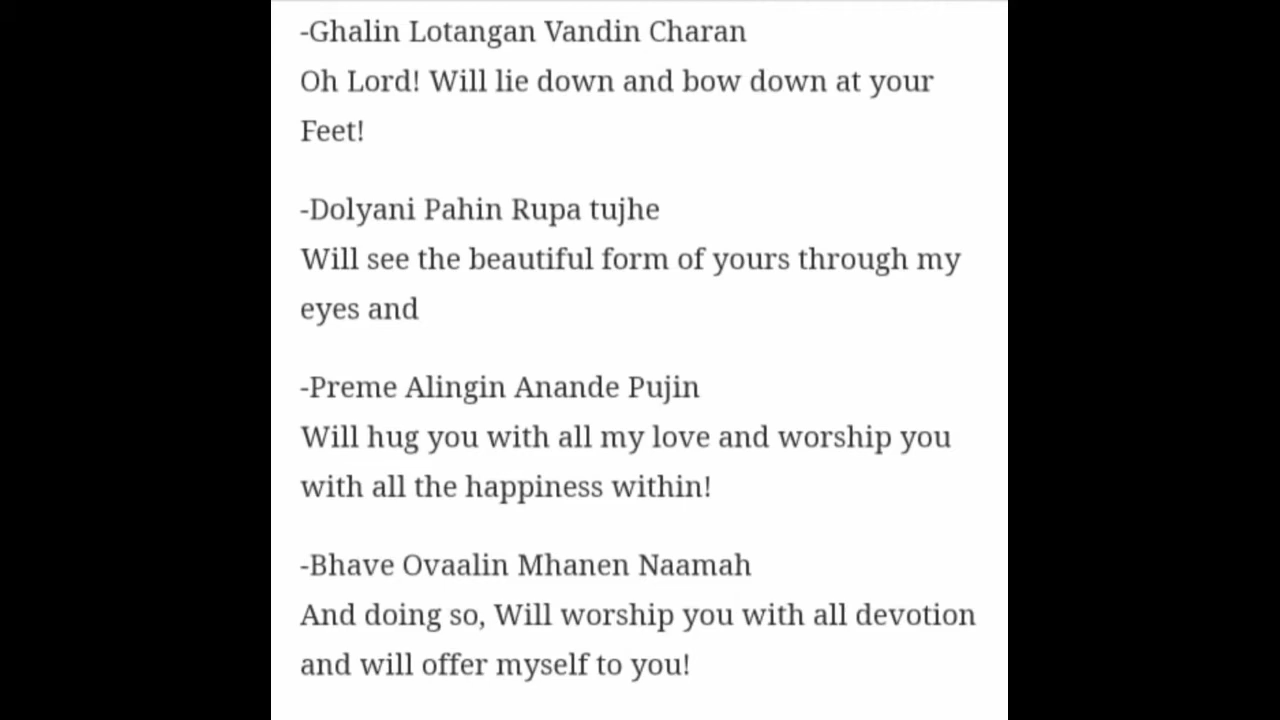 -Ghalin Lotangan Vandin Charan
Oh Lord! Will lie down and bow down at your
Feet!
-Dolyani Pahin Rupa tujhe
Will see the beautiful form of yours through my
eyes and
-Preme Alingin Anande Pujin
Will hug you with all my love and worship you
with all the happiness within!
-Bhave Ovaalin Mhanen Naamah
And doing so, Will worship you with all devotion
and will offer myself to you!